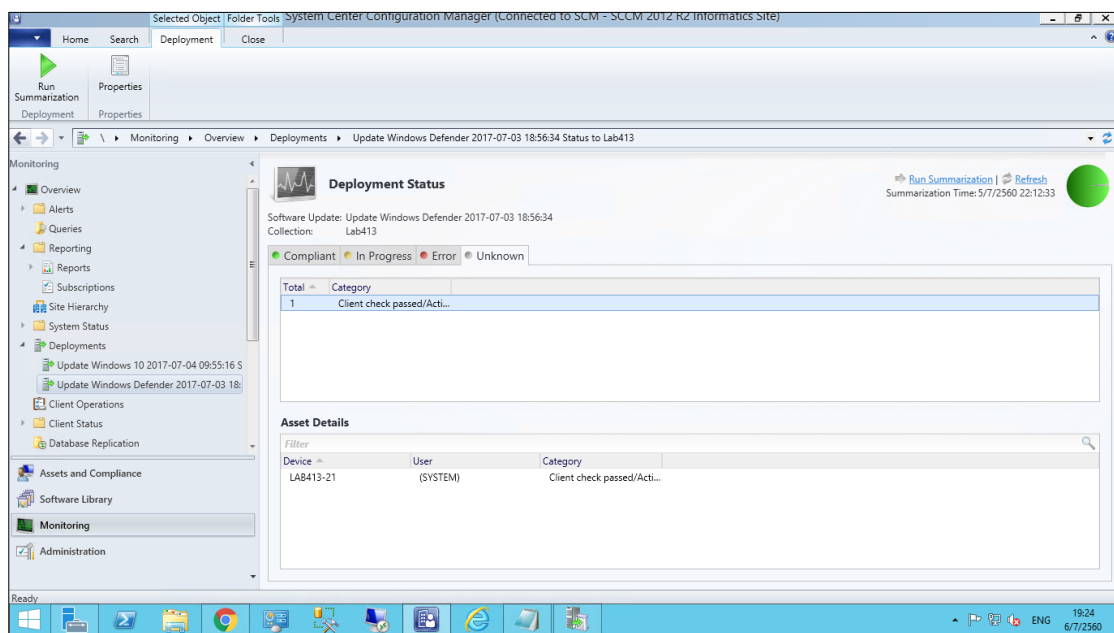 Selected Object Folder Tools System Center Configuration Manager (Connected to SCM - SCCM 2012 R2 Informatics Site)
Home Search Deployment Close
Run Summarization
Properties
Deployment Properties
\ Monitoring Overview Deployments Update Windows Defender 2017-07-03 18:56:34 Status to Lab413
Monitoring
Overview
Alerts
Queries
Reporting
Reports
Subscriptions
Site Hierarchy
System Status
Deployments
Update Windows 10 2017-07-04 09:55:16 S
Update Windows Defender 2017-07-03 18:
Client Operations
Client Status
Database Replication
Assets and Compliance
Software Library
Monitoring
Administration
Deployment Status
Run Summarization | Refresh
Summarization Time: 5/7/2560 22:12:33
Software Update: Update Windows Defender 2017-07-03 18:56:34
Collection: Lab413
Compliant In Progress Error Unknown
Total Category
1 Client check passed/Acti...
Asset Details
Filter
Device User Category
LAB413-21 (SYSTEM) Client check passed/Acti...
Ready
ENG
19:24
6/7/2560